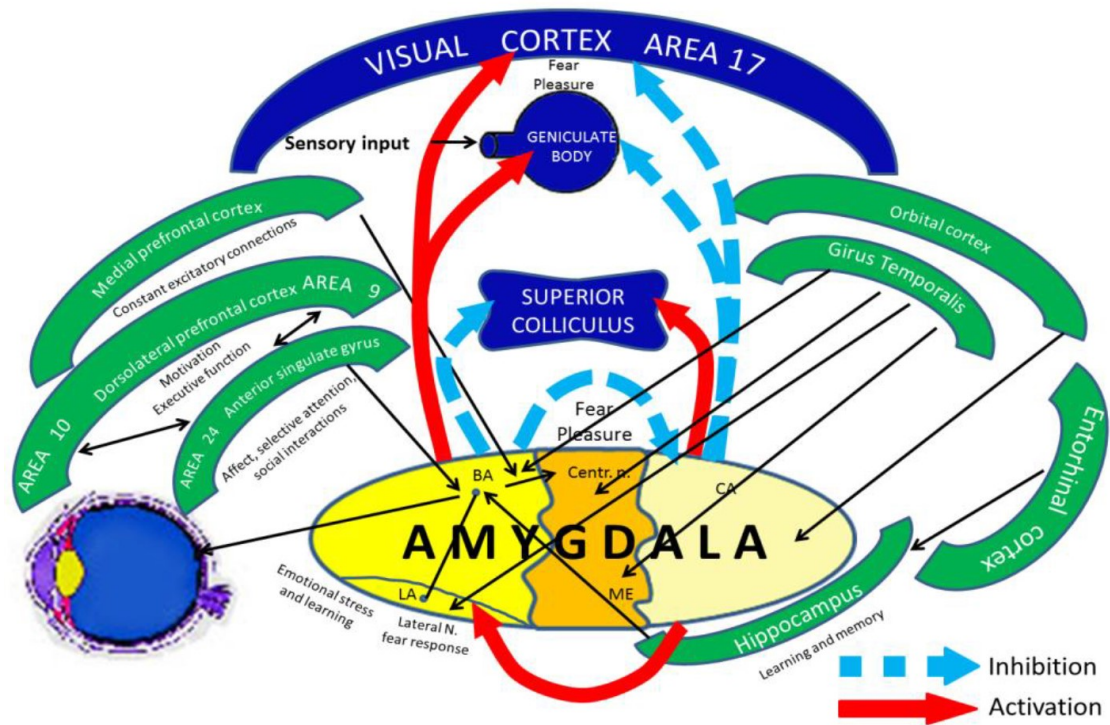 VISUAL CORTEX AREA 17
Fear
Pleasure
Sensory input
GENICULATE
BODY
Medial prefrontal cortex
Constant excitatory connections
Dorsolateral prefrontal cortex AREA 9
AREA 10
Motivation
Executive function
AREA 24 Anterior singulate gyrus
Affect, selective attention,
social interactions
Orbital cortex
Girus Temporalis
SUPERIOR
COLLICULUS
Entorhinal cortex
Fear
Pleasure
BA
Centr. n.
CA
AMYGDALA
LA
ME
Emotional stress
and learning
Lateral N.
fear response
Hippocampus
Learning and memory
Inhibition
Activation